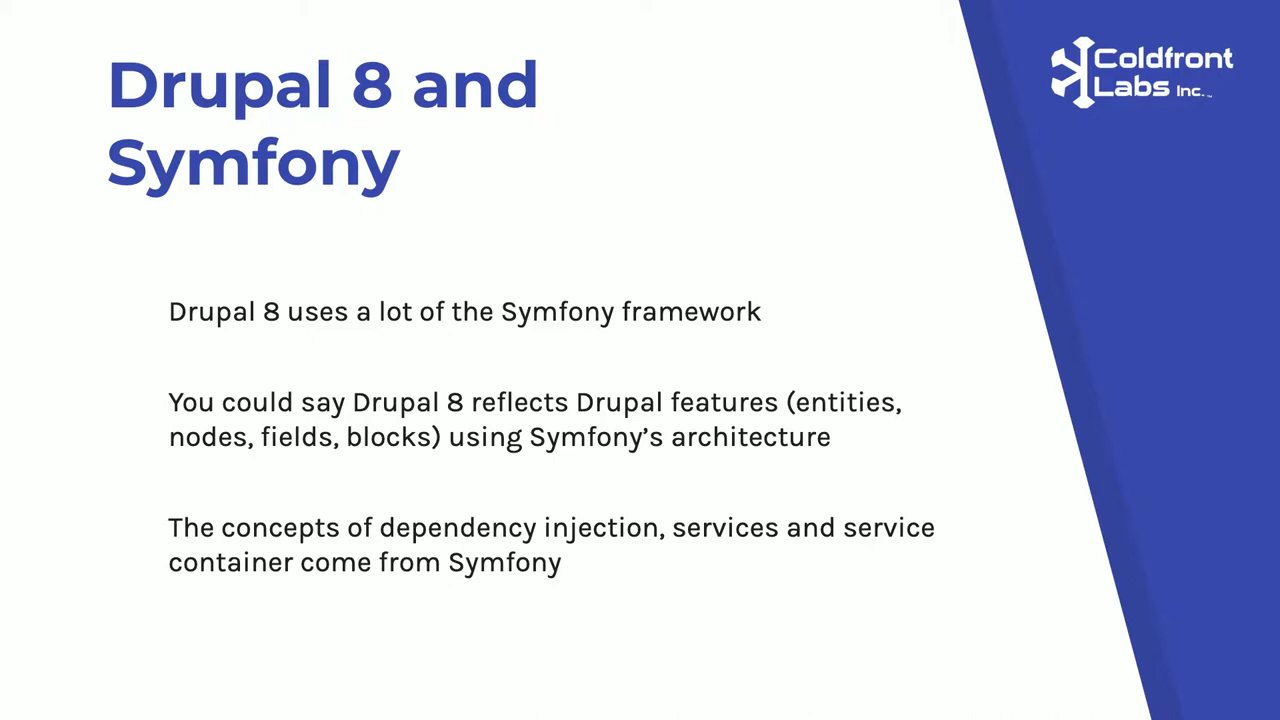 Drupal 8 and
Symfony
Coldfront
Labs Inc.™
Drupal 8 uses a lot of the Symfony framework
You could say Drupal 8 reflects Drupal features (entities,
nodes, fields, blocks) using Symfony’s architecture
The concepts of dependency injection, services and service
container come from Symfony